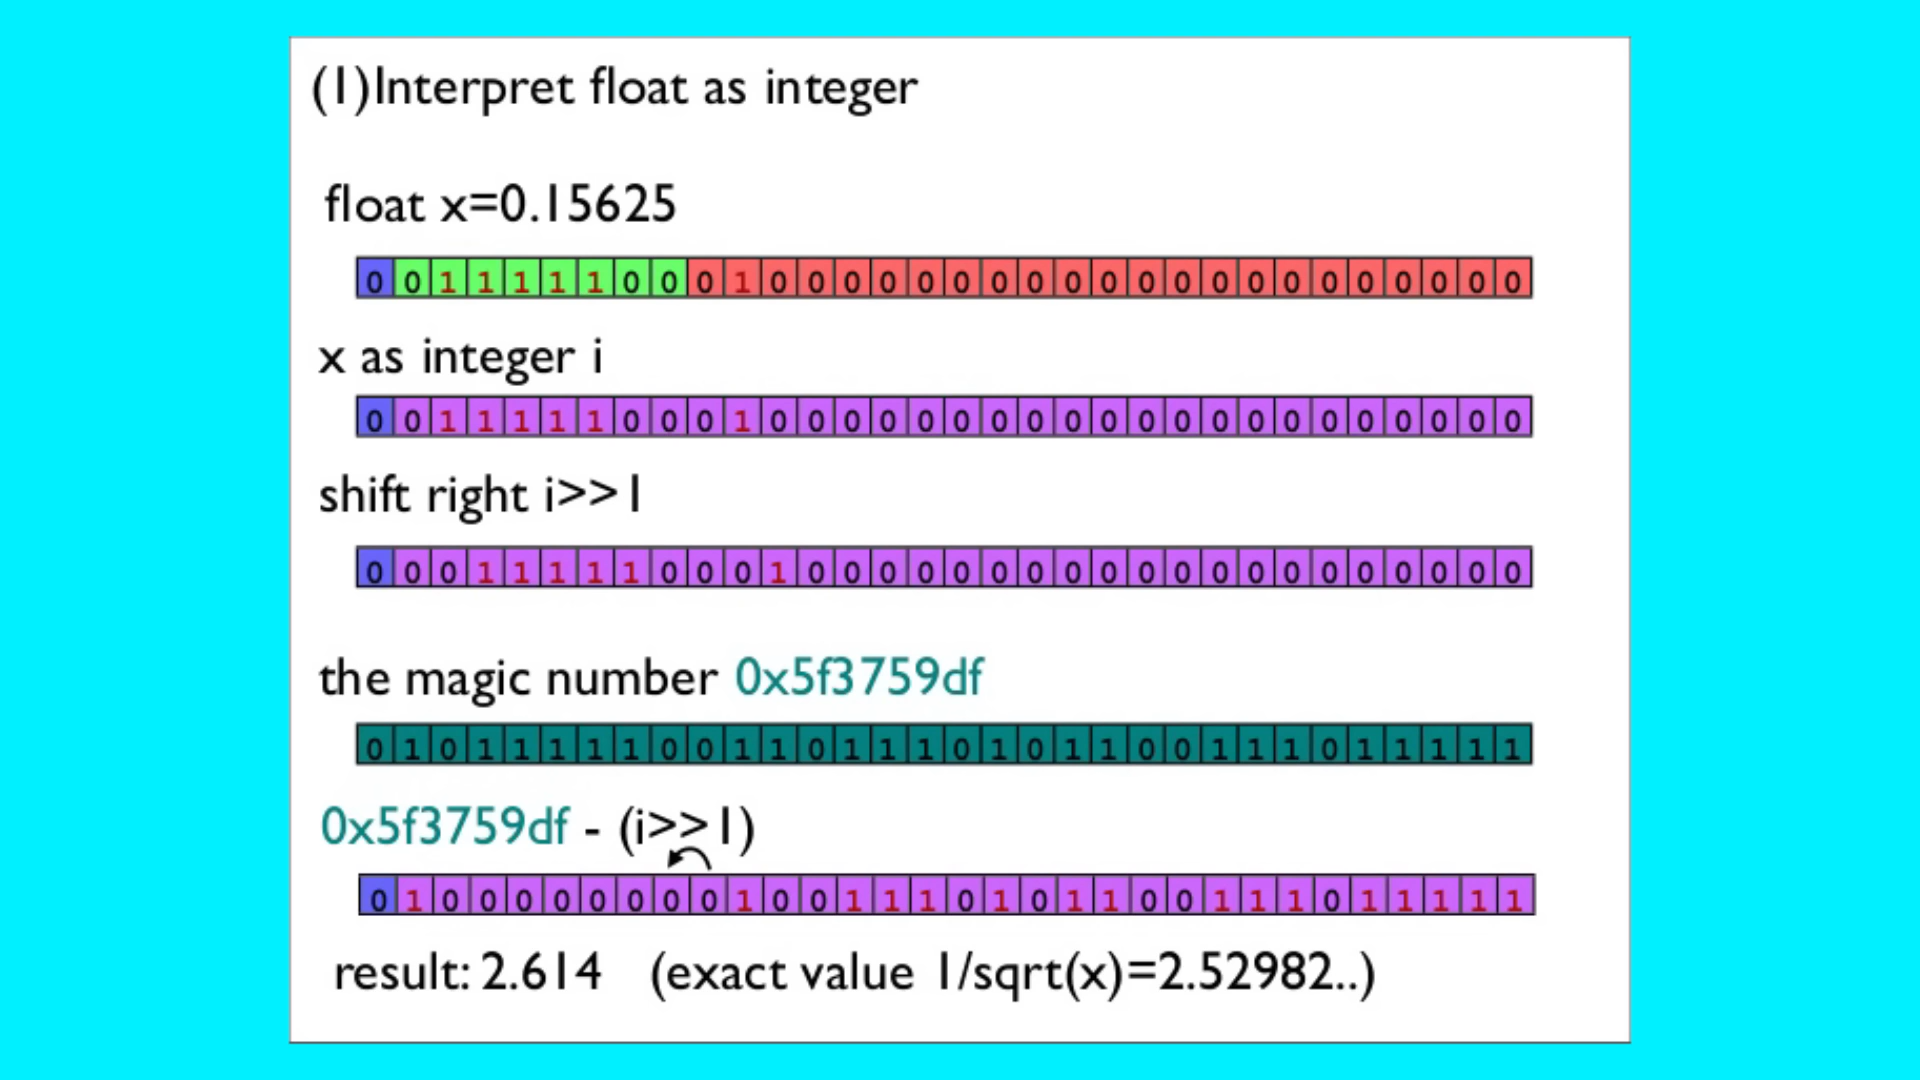 (1)Interpret float as integer
float x=0.15625
0 0 1 1 1 1 1 0 0 0 1 0 0 0 0 0 0 0 0 0 0 0 0 0 0 0 0 0 0 0 0 0
x as integer i
0 0 1 1 1 1 1 0 0 0 1 0 0 0 0 0 0 0 0 0 0 0 0 0 0 0 0 0 0 0 0 0
shift right i>>1
0 0 0 1 1 1 1 1 0 0 0 1 0 0 0 0 0 0 0 0 0 0 0 0 0 0 0 0 0 0 0 0
the magic number 0x5f3759df
0 1 0 1 1 1 1 1 0 0 1 1 0 1 1 1 0 1 0 1 1 0 0 1 1 1 0 1 1 1 1 1
0x5f3759df - (i>>1)
0 1 0 0 0 0 0 0 0 0 1 0 0 1 1 1 0 1 0 1 1 0 0 1 1 1 0 1 1 1 1 1
result: 2.614 (exact value 1/sqrt(x)=2.52982..)